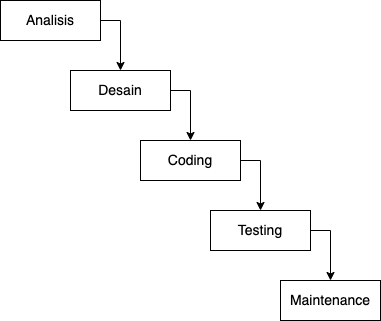 Analisis
Desain
Coding
Testing
Maintenance